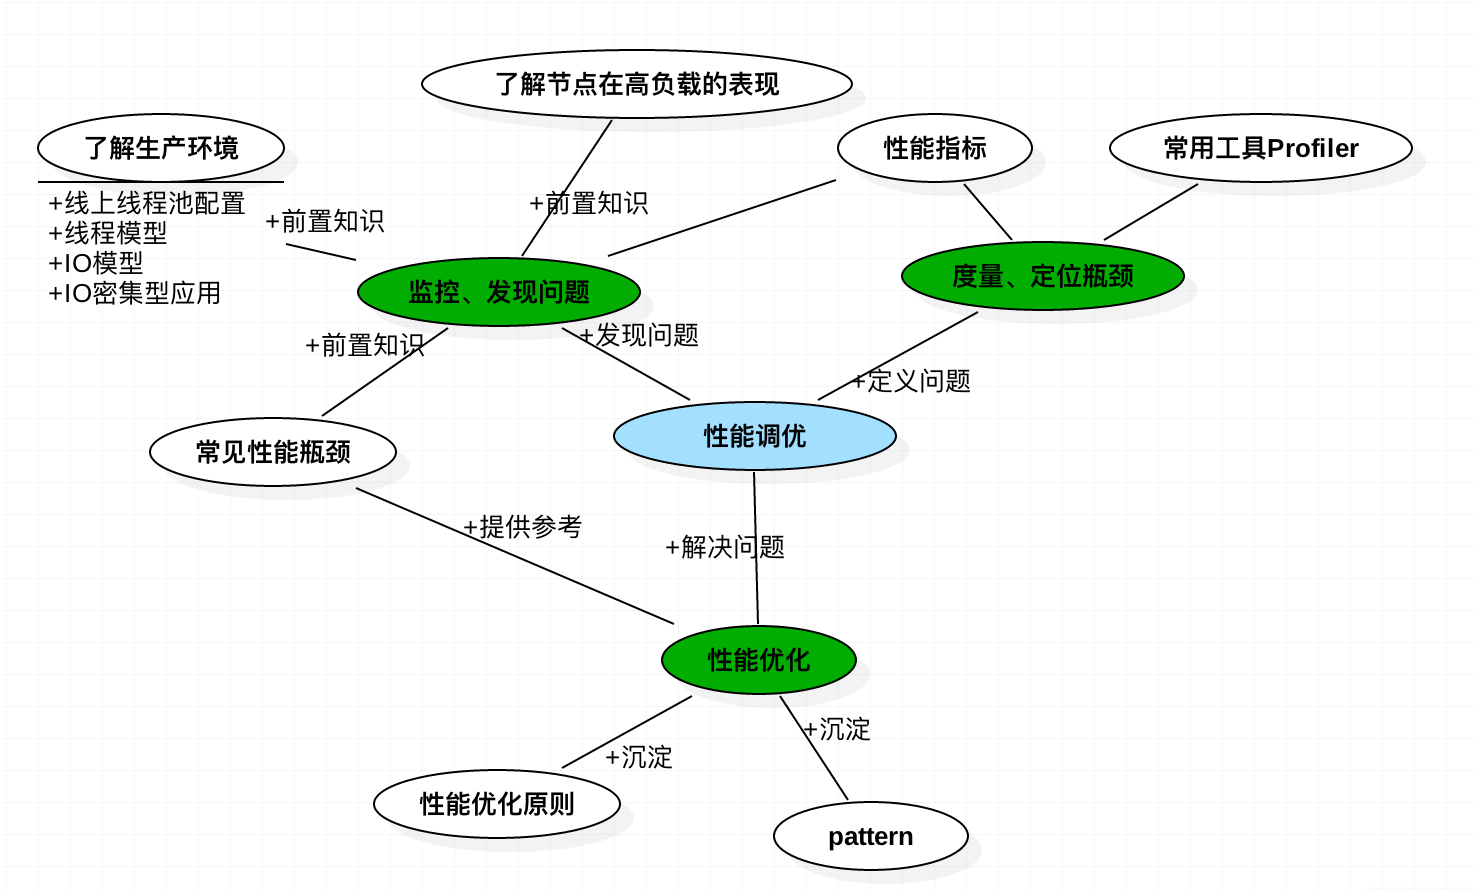 了解节点在高负载的表现
了解生产环境
性能指标
常用工具Profiler
+线上线程池配置
+线程模型
+IO模型
+IO密集型应用
+前置知识
+前置知识
监控、发现问题
度量、定位瓶颈
+前置知识
+发现问题
+定义问题
性能调优
常见性能瓶颈
+提供参考
+解决问题
性能优化
+沉淀
+沉淀
性能优化原则
pattern